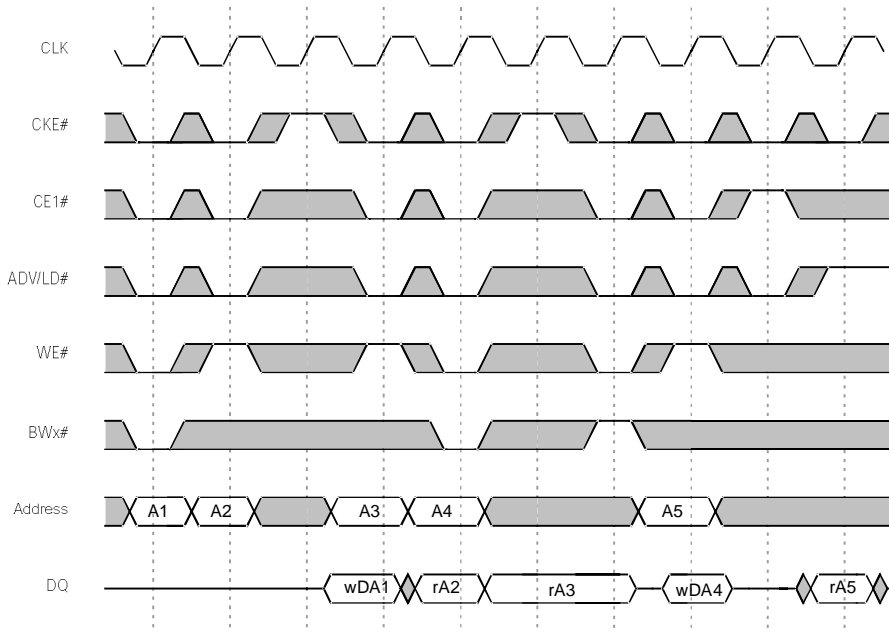 CLK
CKE#
CE1#
ADV/LD#
WE#
BWx#
Address A1 A2 A3 A4 A5
DQ wDA1 rA2 rA3 wDA4 rA5